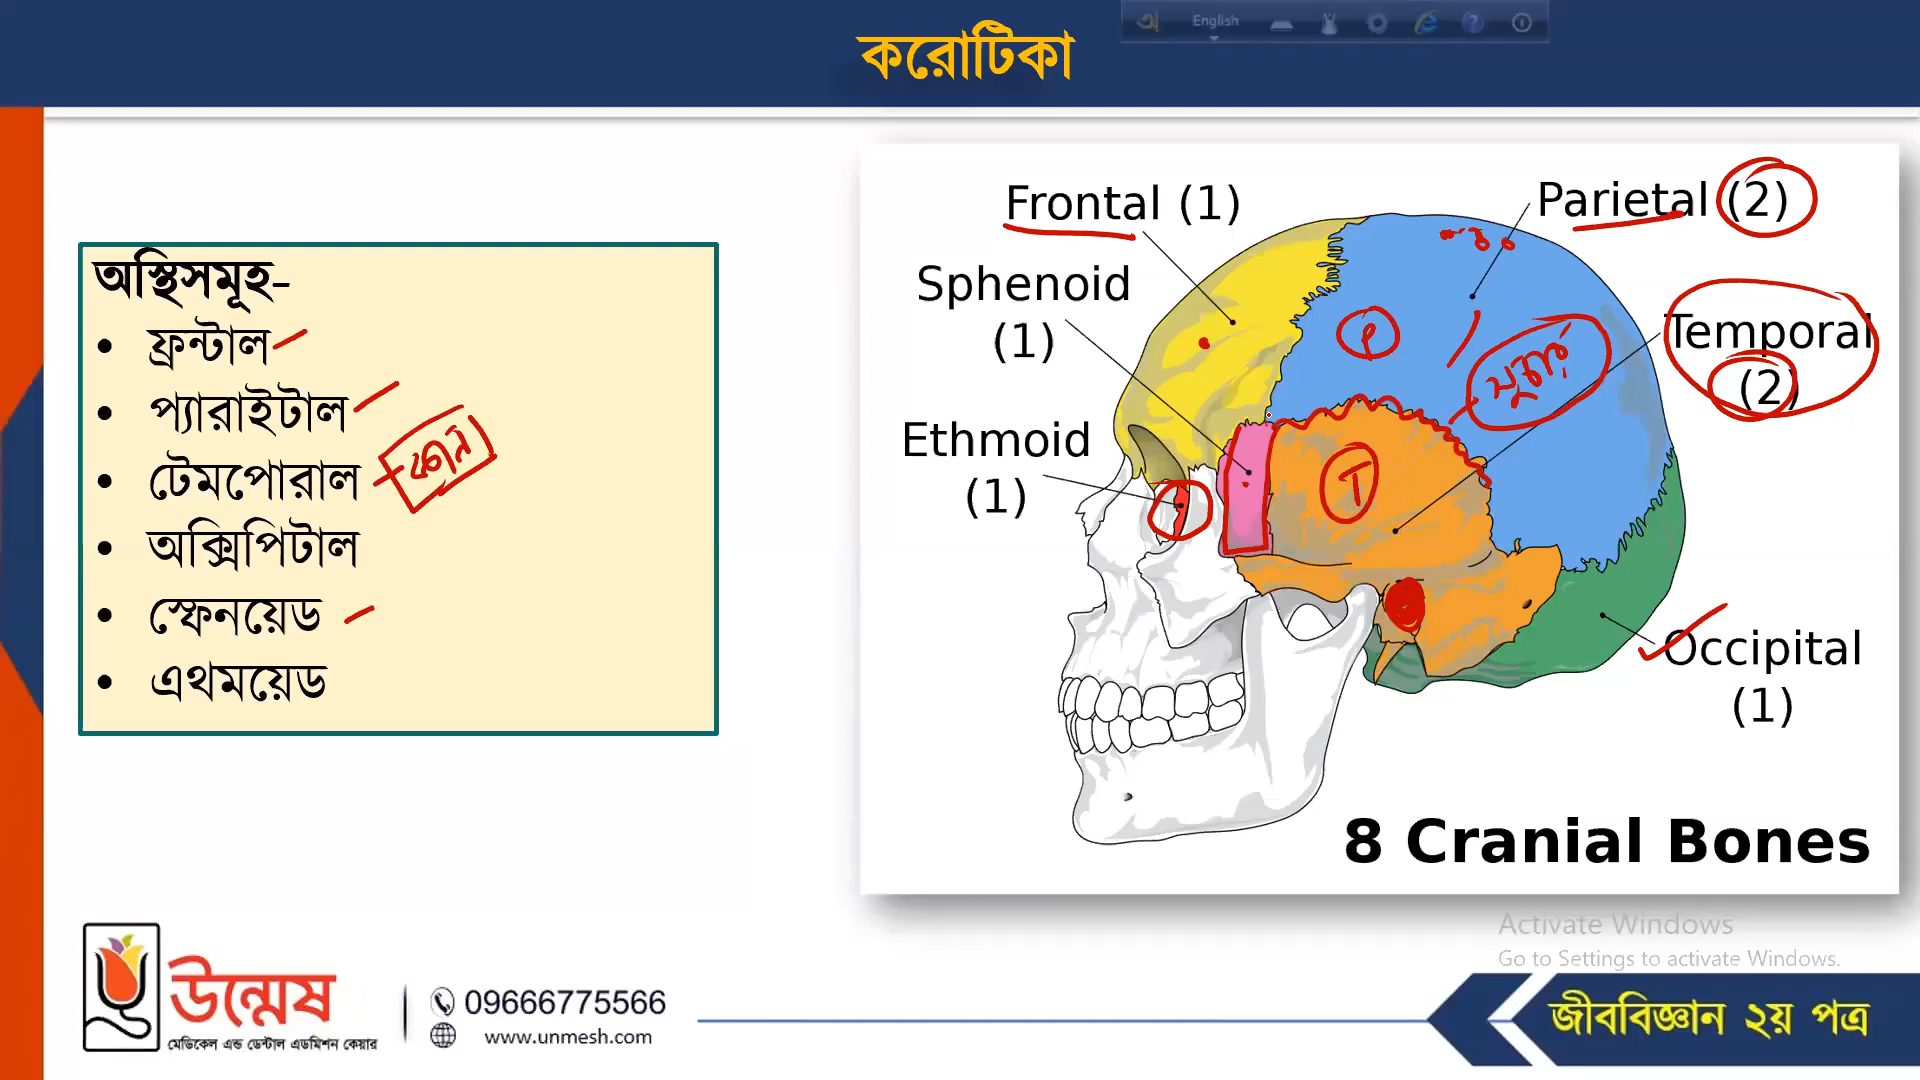 English
করোটিকা
অস্থিসমূহ-
• ফ্রন্টাল
• প্যারাইটাল
• টেমপোরাল
কান
• অক্সিপিটাল
• স্ফেনয়েড
• এথময়েড
Frontal (1)
Parietal (2)
Sphenoid
(1)
Temporal
(2)
Ethmoid
(1)
P
সুচার
T
Occipital
(1)
8 Cranial Bones
Activate Windows
Go to Settings to activate Windows.
উন্মেষ
মেডিকেল এন্ড ডেন্টাল এডমিশন কেয়ার
09666775566
www.unmesh.com
জীববিজ্ঞান ২য় পত্র